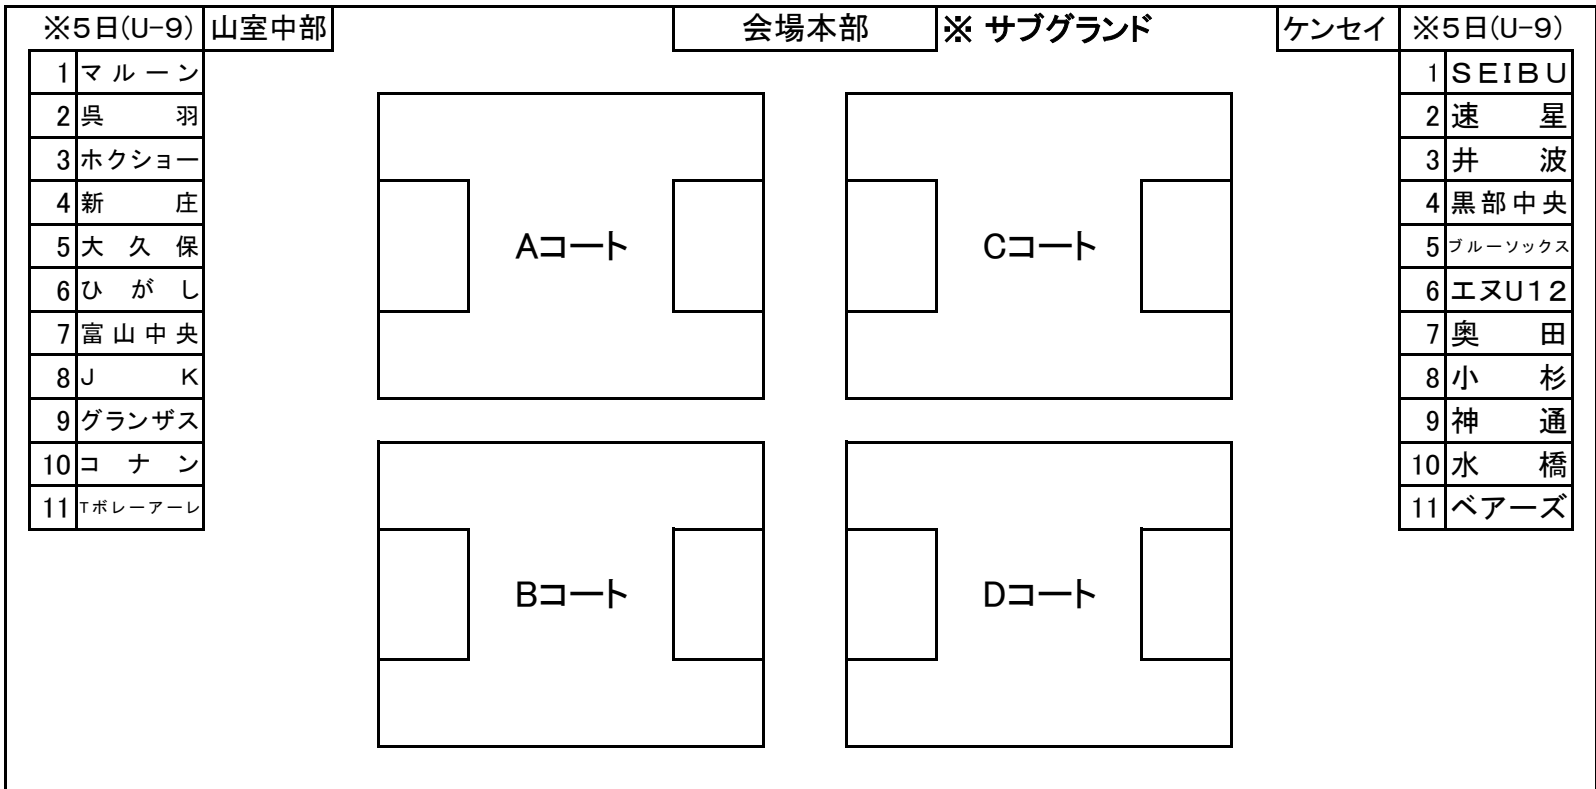 ※5日(U-9) 山室中部 会場本部 ※ サブグランド ケンセイ ※5日(U-9)
1 マルーン
2 呉羽
3 ホクショー
4 新庄
5 大久保
6 ひがし
7 富山中央
8 JK
9 グランザス
10 コナン
11 Tボレーアーレ
Aコート
Cコート
Bコート
Dコート
1 SEIBU
2 速星
3 井波
4 黒部中央
5 ブルーソックス
6 エヌU12
7 奥田
8 小杉
9 神通
10 水橋
11 ベアーズ